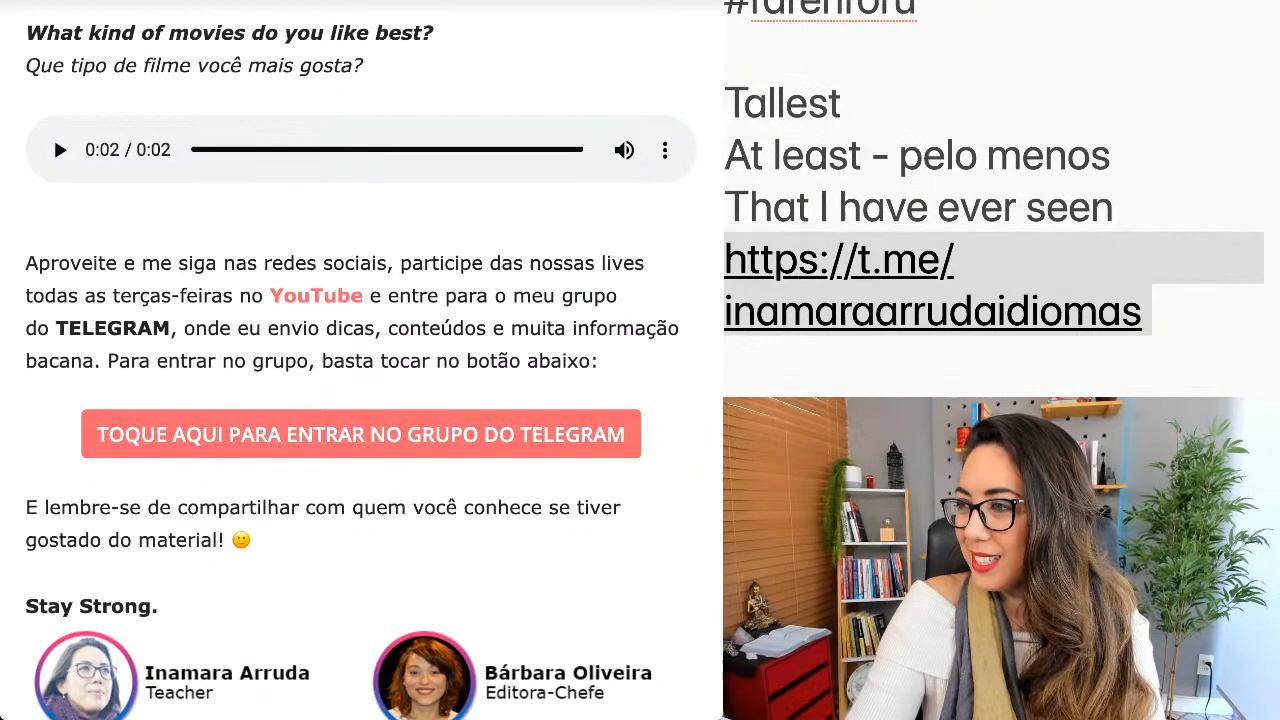 What kind of movies do you like best?
Que tipo de filme você mais gosta?
0:02 / 0:02
Aproveite e me siga nas redes sociais, participe das nossas lives
todas as terças-feiras no YouTube e entre para o meu grupo
do TELEGRAM, onde eu envio dicas, conteúdos e muita informação
bacana. Para entrar no grupo, basta tocar no botão abaixo:
TOQUE AQUI PARA ENTRAR NO GRUPO DO TELEGRAM
E lembre-se de compartilhar com quem você conhece se tiver
gostado do material! 🙂
Stay Strong.
Inamara Arruda
Teacher
Bárbara Oliveira
Editora-Chefe
Tallest
At least - pelo menos
That I have ever seen
https://t.me/
inamaraarrudaidiomas